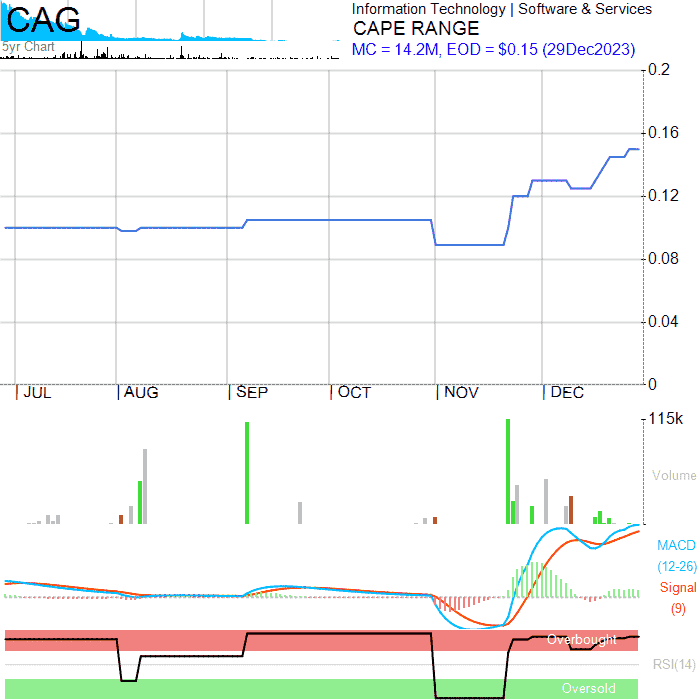 CAG
5yr Chart
Information Technology | Software & Services
CAPE RANGE
MC = 14.2M, EOD = $0.15 (29Dec2023)
0.2
0.16
0.12
0.08
0.04
0
| JUL | AUG | SEP | OCT | NOV | DEC
115k
Volume
MACD
(12-26)
Signal
(9)
Overbought
RSI(14)
Oversold